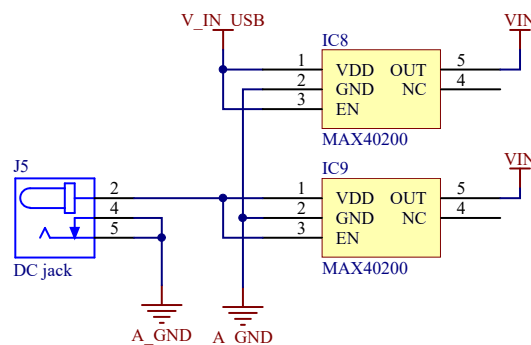 V_IN_USB
VIN
IC8
1 VDD OUT 5
2 GND NC 4
3 EN
MAX40200
VIN
J5
IC9
2
1 VDD OUT 5
4
2 GND NC 4
5
3 EN
DC jack
MAX40200
A_GND
A_GND